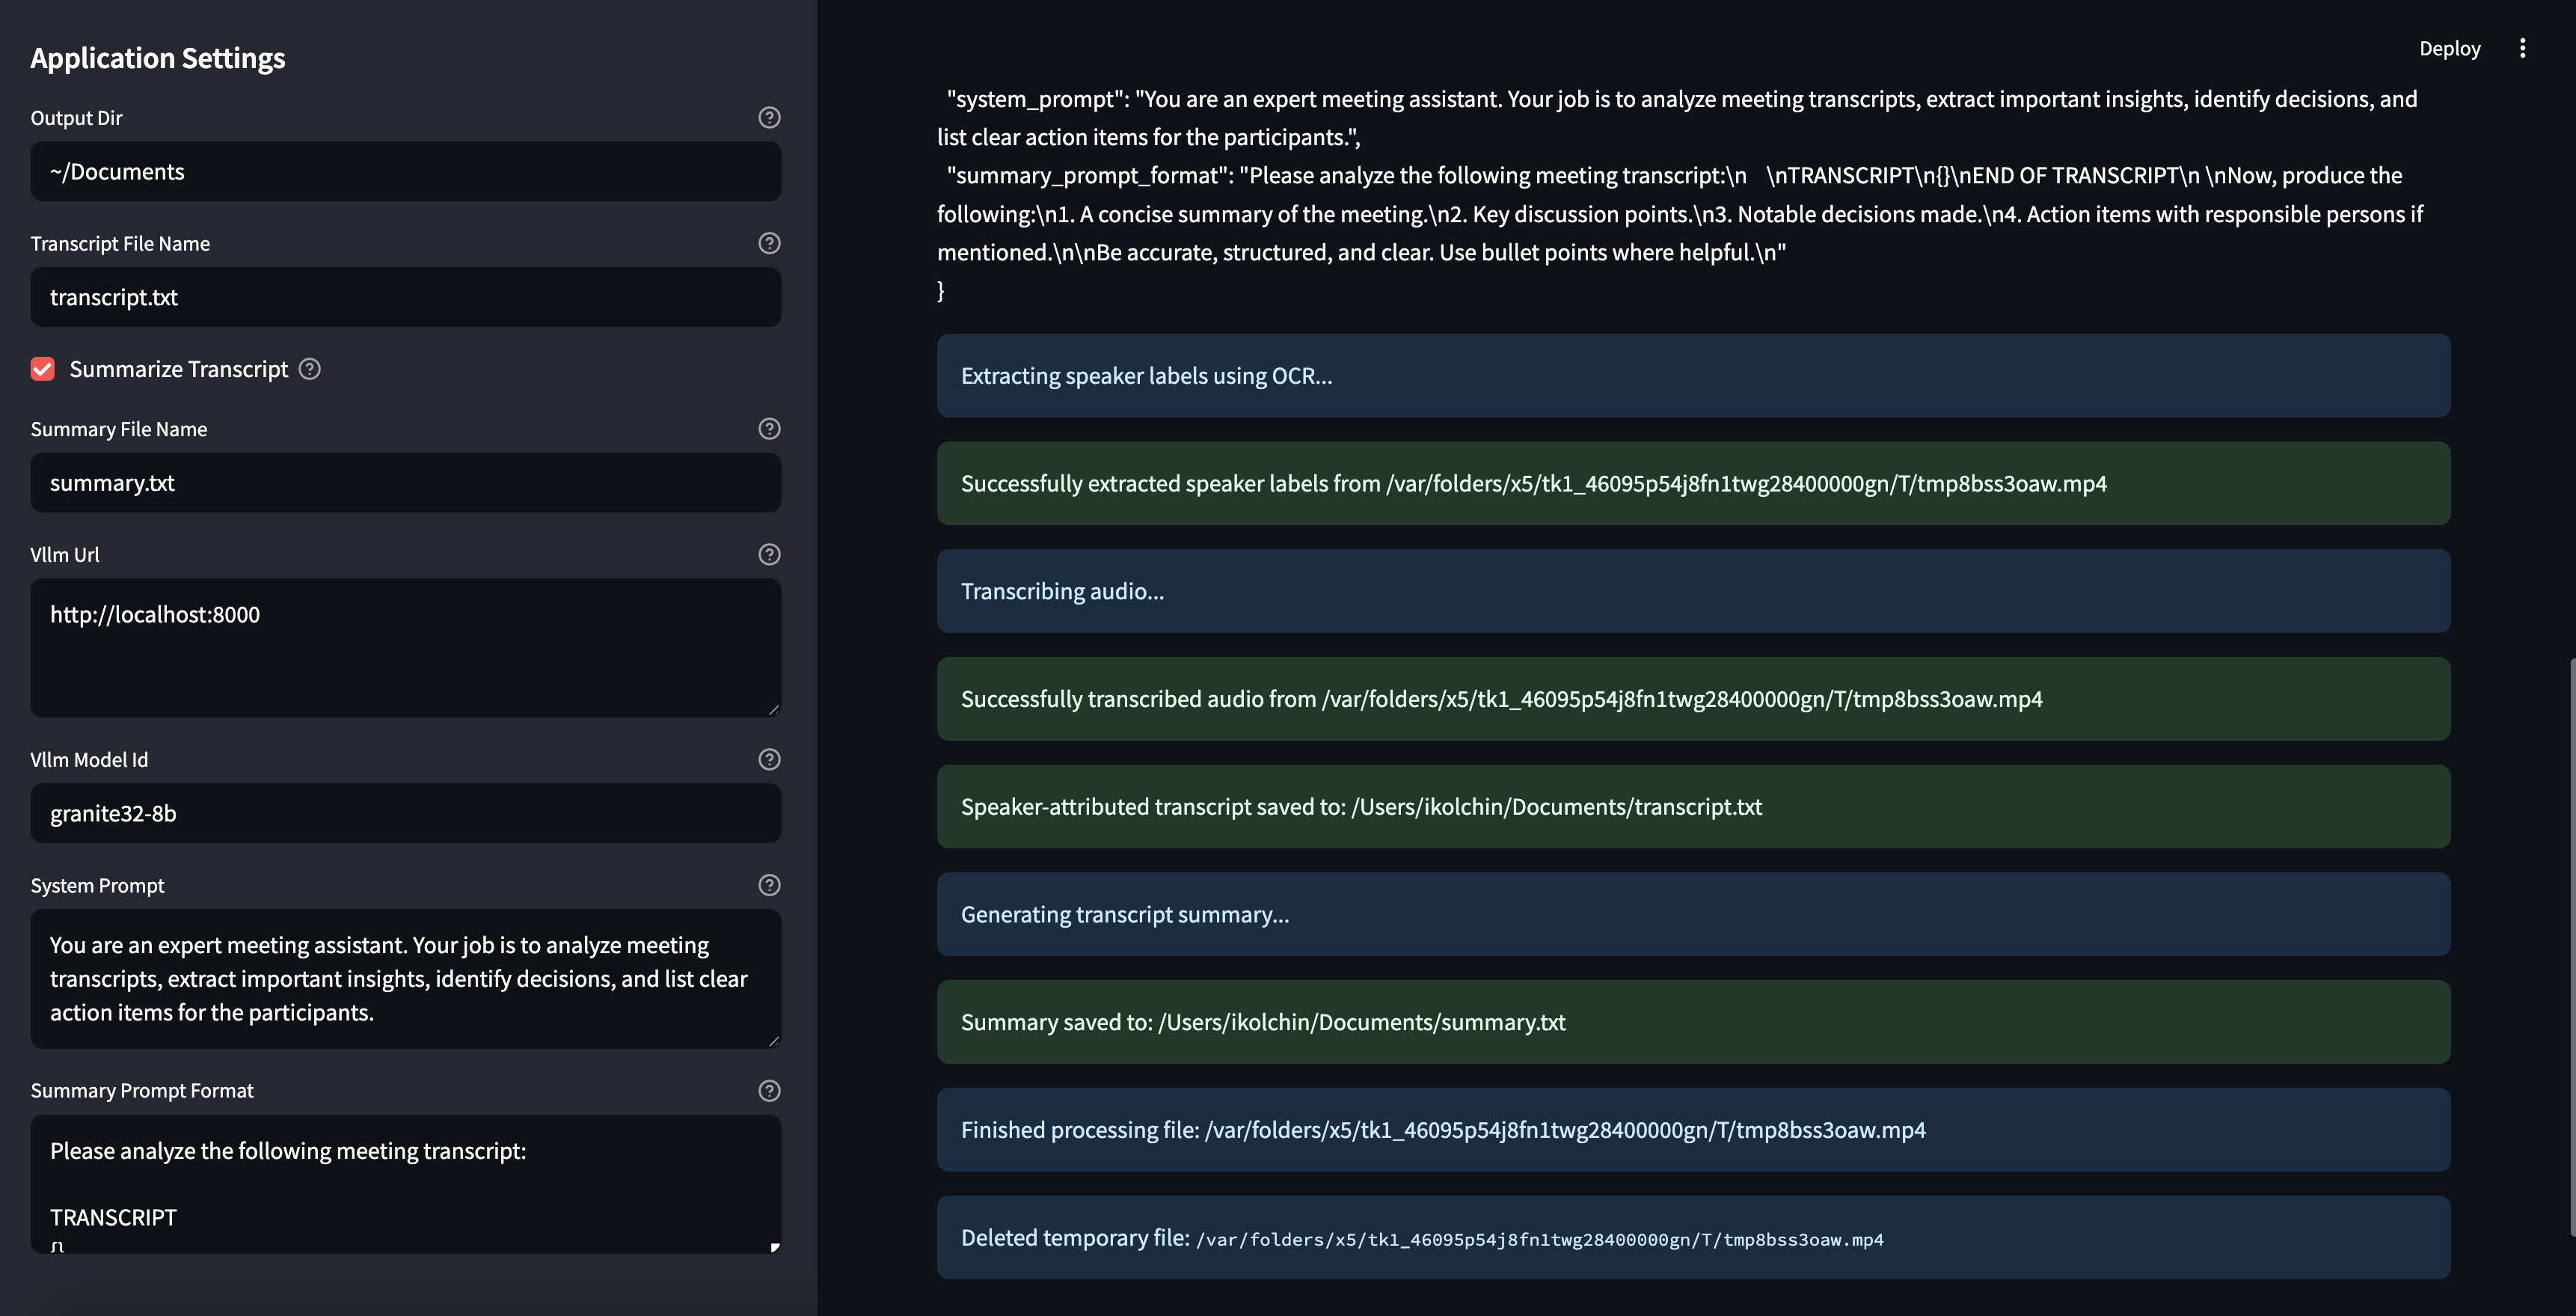 Application Settings
Output Dir
~/Documents
Transcript File Name
transcript.txt
Summarize Transcript
Summary File Name
summary.txt
Vllm Url
http://localhost:8000
Vllm Model Id
granite32-8b
System Prompt
You are an expert meeting assistant. Your job is to analyze meeting
transcripts, extract important insights, identify decisions, and list clear
action items for the participants.
Summary Prompt Format
Please analyze the following meeting transcript:
TRANSCRIPT
{}
Deploy
"system_prompt": "You are an expert meeting assistant. Your job is to analyze meeting transcripts, extract important insights, identify decisions, and
list clear action items for the participants.",
"summary_prompt_format": "Please analyze the following meeting transcript:\n    \nTRANSCRIPT\n{}\nEND OF TRANSCRIPT\n \nNow, produce the
following:\n1. A concise summary of the meeting.\n2. Key discussion points.\n3. Notable decisions made.\n4. Action items with responsible persons if
mentioned.\n\nBe accurate, structured, and clear. Use bullet points where helpful.\n"
}
Extracting speaker labels using OCR...
Successfully extracted speaker labels from /var/folders/x5/tk1_46095p54j8fn1twg28400000gn/T/tmp8bss3oaw.mp4
Transcribing audio...
Successfully transcribed audio from /var/folders/x5/tk1_46095p54j8fn1twg28400000gn/T/tmp8bss3oaw.mp4
Speaker-attributed transcript saved to: /Users/ikolchin/Documents/transcript.txt
Generating transcript summary...
Summary saved to: /Users/ikolchin/Documents/summary.txt
Finished processing file: /var/folders/x5/tk1_46095p54j8fn1twg28400000gn/T/tmp8bss3oaw.mp4
Deleted temporary file: /var/folders/x5/tk1_46095p54j8fn1twg28400000gn/T/tmp8bss3oaw.mp4